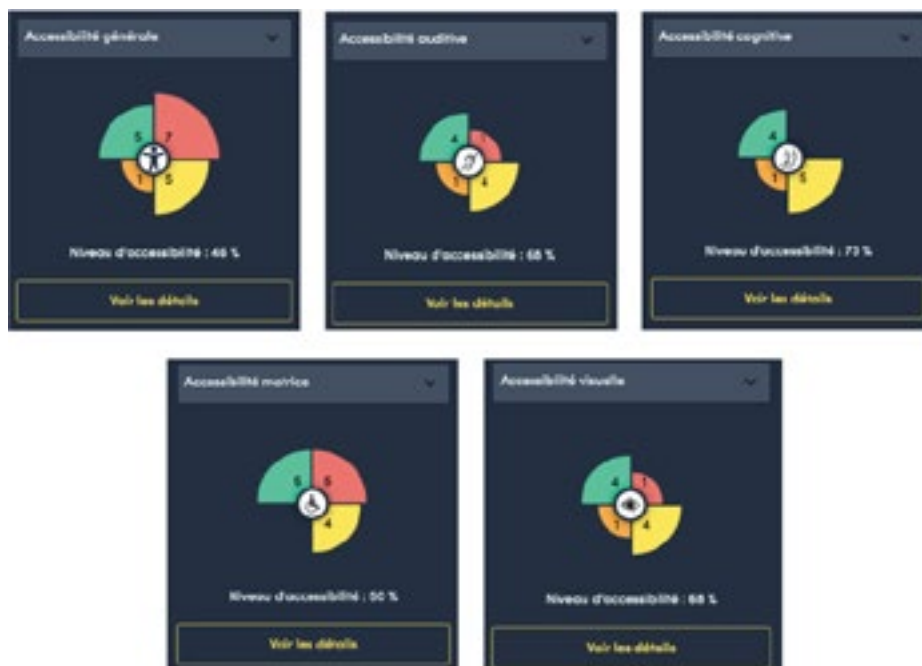 Accessibilité générale
5 7
1 5
Niveau d'accessibilité : 46 %
Voir les détails
Accessibilité auditive
4 1
1 4
Niveau d'accessibilité : 68 %
Voir les détails
Accessibilité cognitive
4
1 5
Niveau d'accessibilité : 73 %
Voir les détails
Accessibilité motrice
5 5
4
Niveau d'accessibilité : 50 %
Voir les détails
Accessibilité visuelle
4 1
1 4
Niveau d'accessibilité : 68 %
Voir les détails